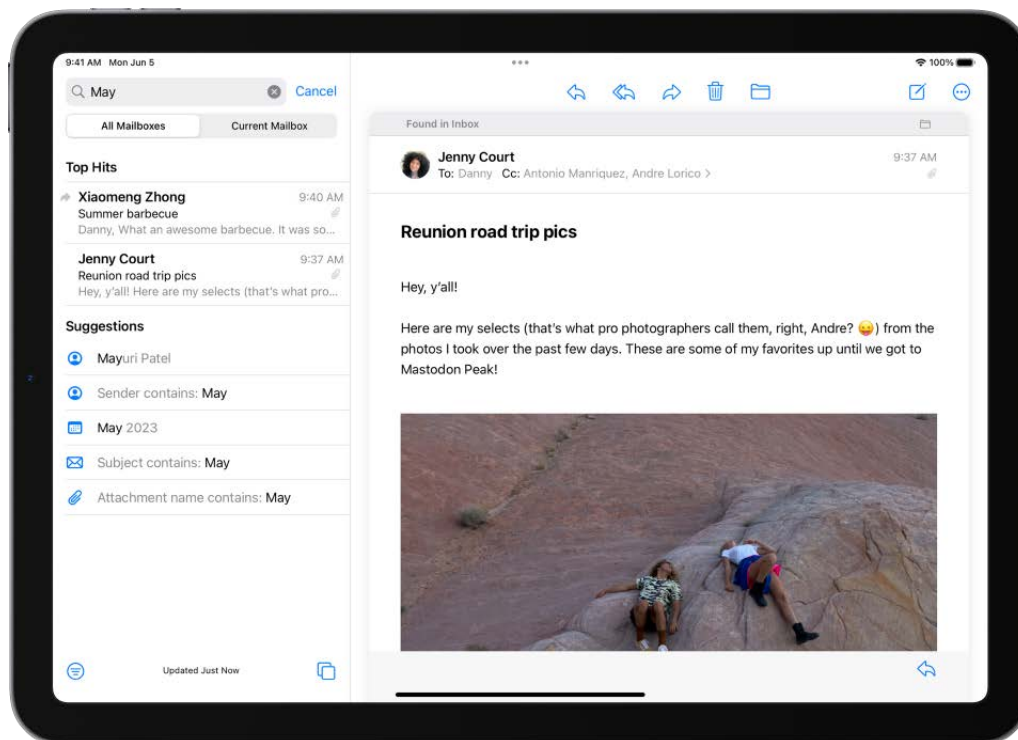 9:41 AM Mon Jun 5
100%
May
Cancel
All Mailboxes
Current Mailbox
Top Hits
Xiaomeng Zhong 9:40 AM
Summer barbecue
Danny, What an awesome barbecue. It was so...
Jenny Court 9:37 AM
Reunion road trip pics
Hey, y'all! Here are my selects (that's what pro...
Suggestions
Mayuri Patel
Sender contains: May
May 2023
Subject contains: May
Attachment name contains: May
Updated Just Now
Found in Inbox
Jenny Court 9:37 AM
To: Danny Cc: Antonio Manriquez, Andre Lorico >
Reunion road trip pics
Hey, y'all!
Here are my selects (that's what pro photographers call them, right, Andre? 😝) from the
photos I took over the past few days. These are some of my favorites up until we got to
Mastodon Peak!